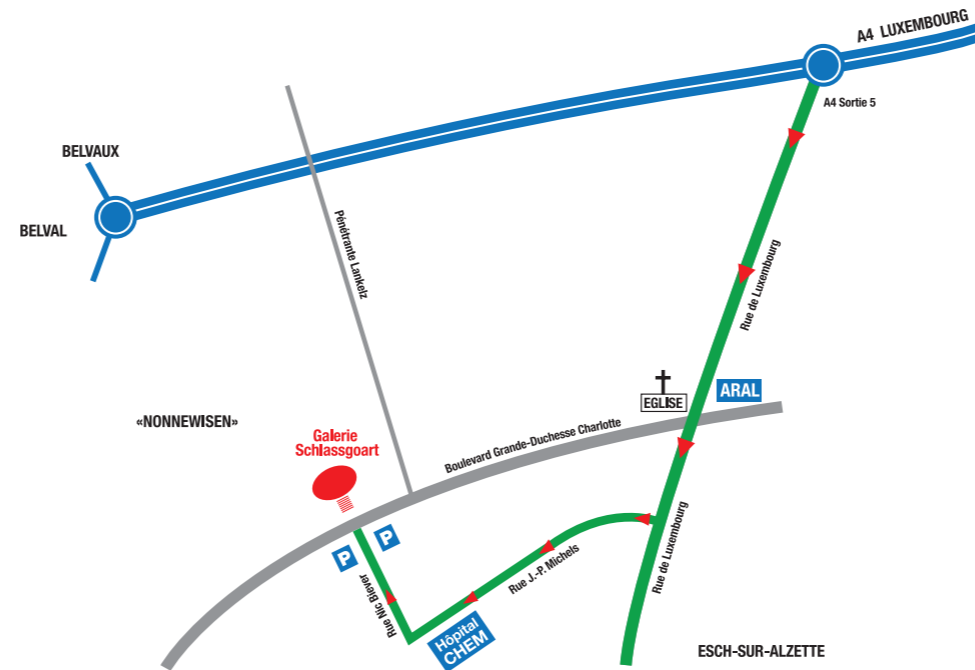 A4 LUXEMBOURG
A4 Sortie 5
BELVAUX
BELVAL
Pénétrante Lankelz
Rue de Luxembourg
EGLISE
ARAL
«NONNEWISEN»
Galerie
Schlassgoart
Boulevard Grande-Duchesse Charlotte
P
P
Rue Nic Biever
Rue J.-P. Michels
Rue de Luxembourg
Hôpital
CHEM
ESCH-SUR-ALZETTE